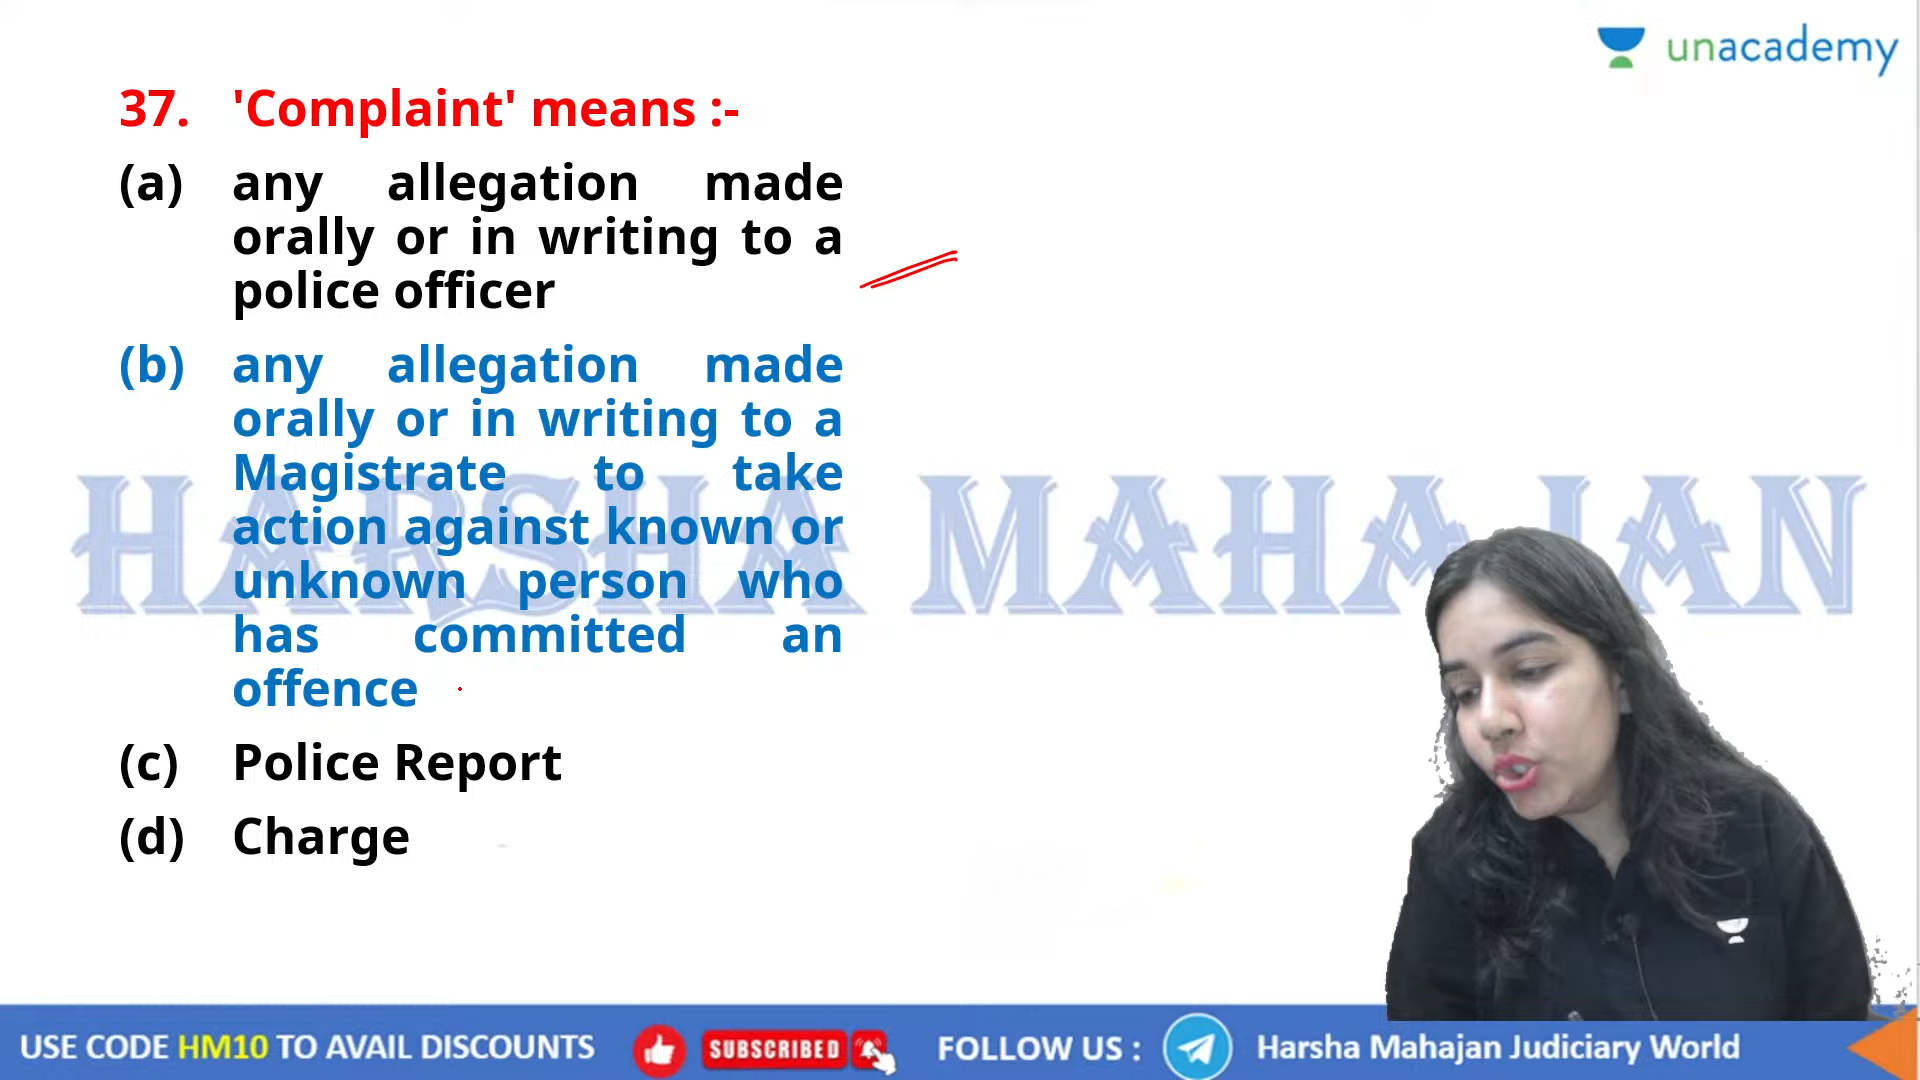 unacademy
37. 'Complaint' means :-
(a) any allegation made
orally or in writing to a
police officer
(b) any allegation made
orally or in writing to a
Magistrate to take
action against known or
unknown person who
has committed an
offence
HARSHA MAHAJAN
(c) Police Report
(d) Charge
USE CODE HM10 TO AVAIL DISCOUNTS
SUBSCRIBED
FOLLOW US :
Harsha Mahajan Judiciary World